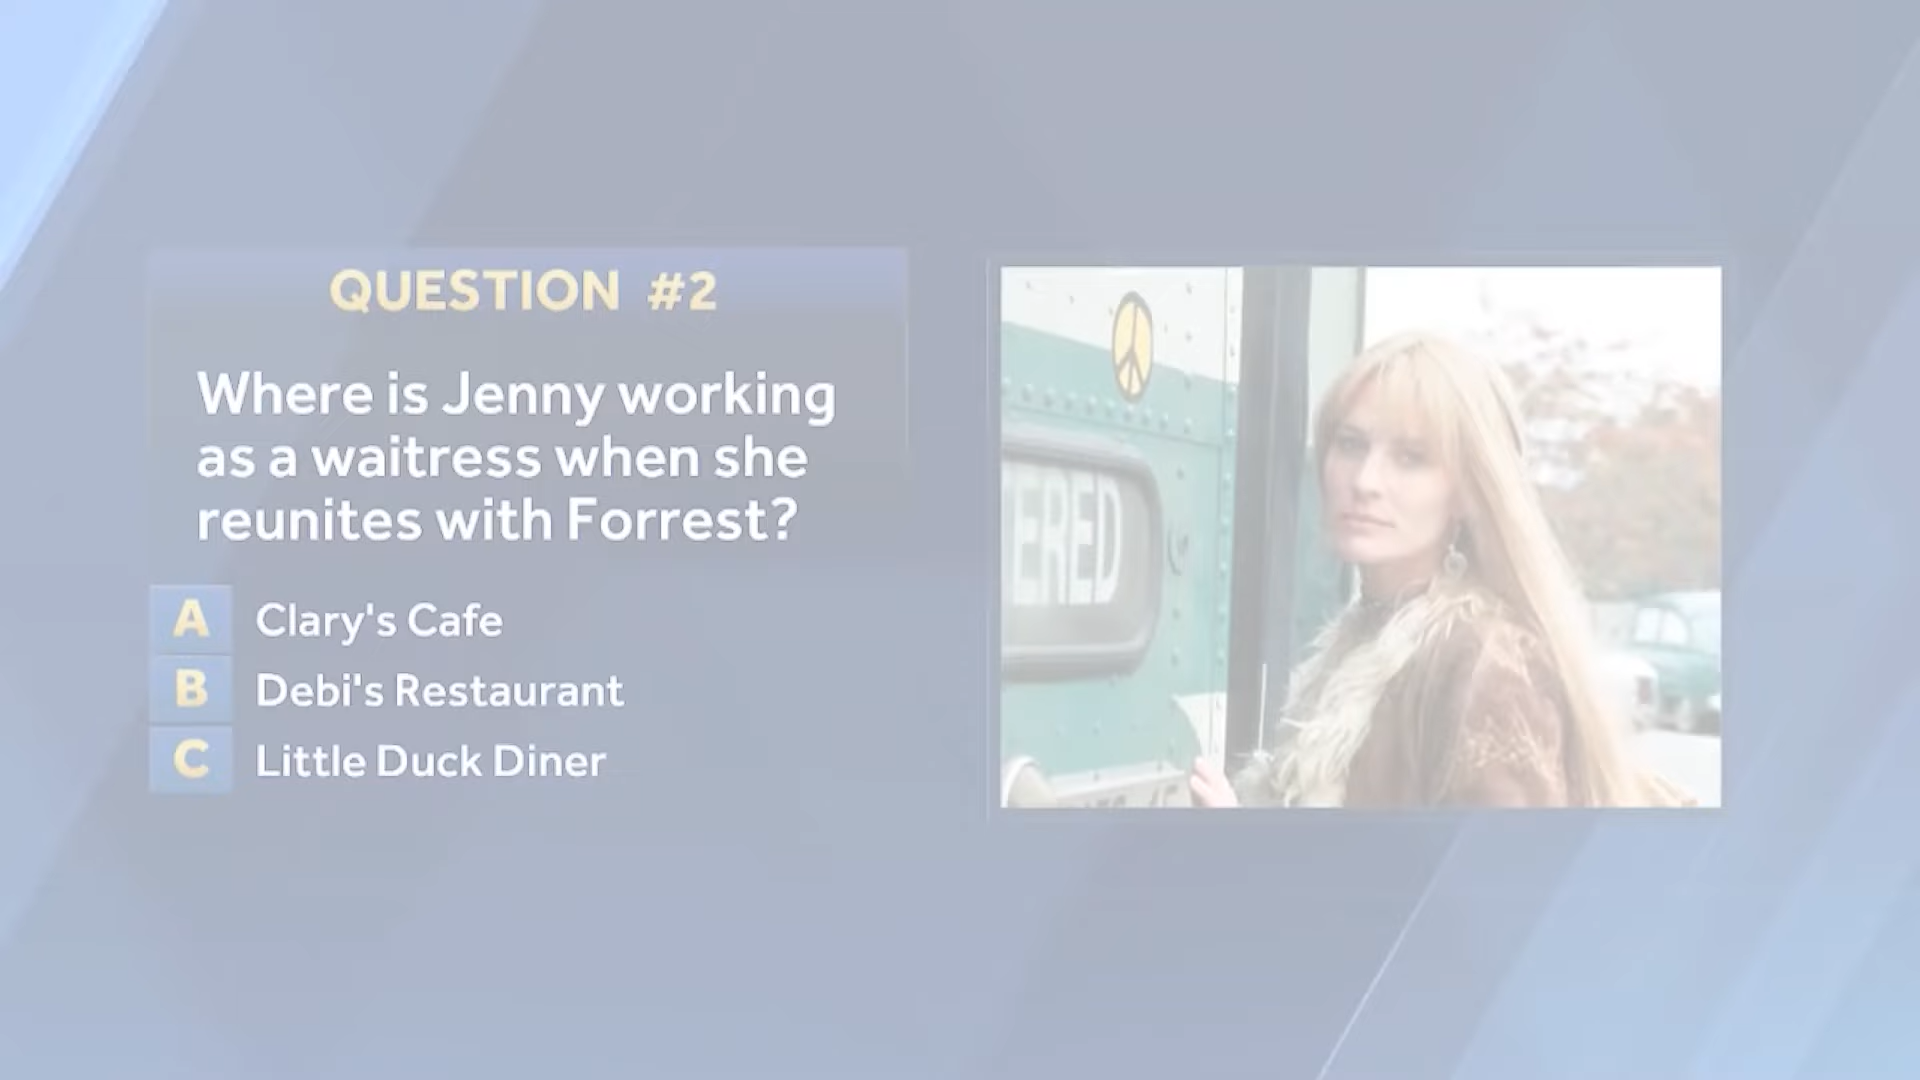 QUESTION #2
Where is Jenny working
as a waitress when she
reunites with Forrest?
A Clary's Cafe
B Debi's Restaurant
C Little Duck Diner
ERED